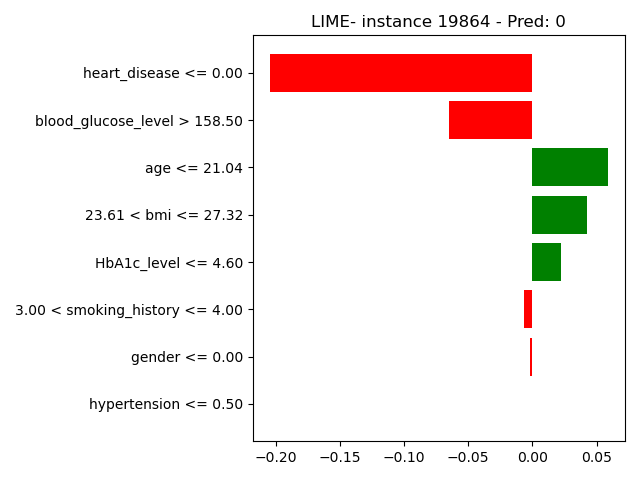 LIME- instance 19864 - Pred: 0
heart_disease <= 0.00
blood_glucose_level > 158.50
age <= 21.04
23.61 < bmi <= 27.32
HbA1c_level <= 4.60
3.00 < smoking_history <= 4.00
gender <= 0.00
hypertension <= 0.50
−0.20 −0.15 −0.10 −0.05 0.00 0.05